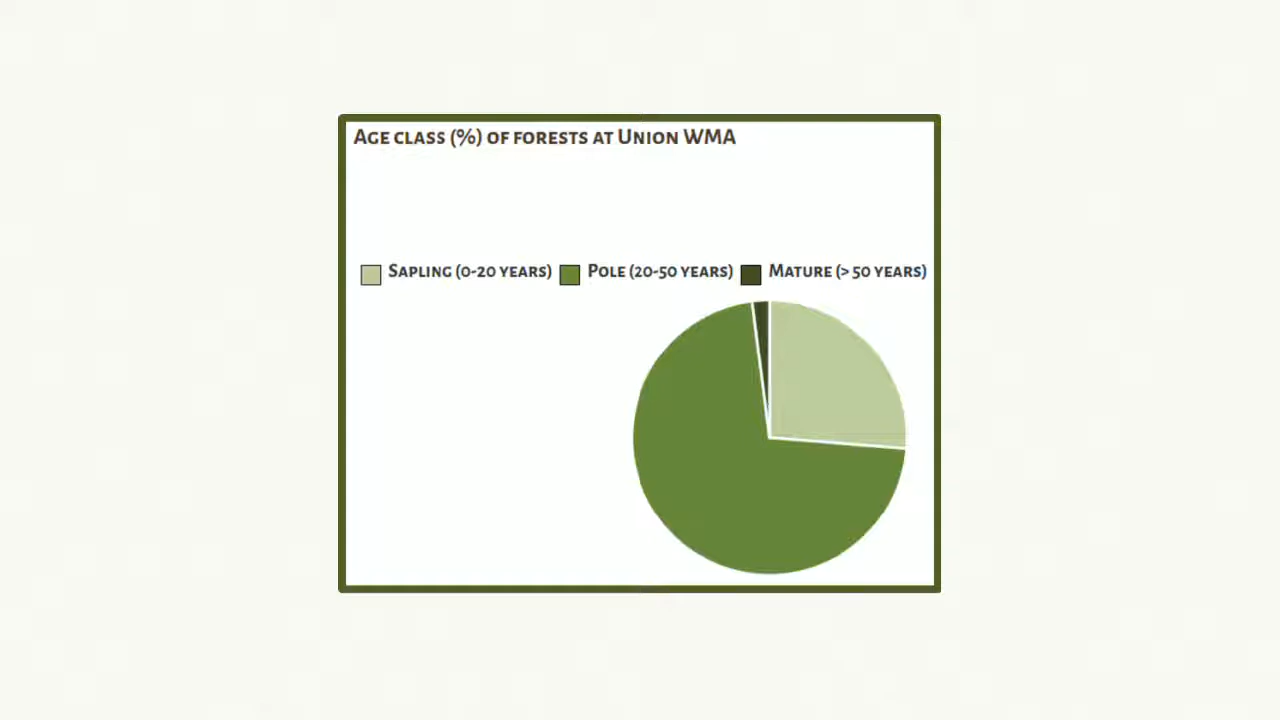 Age class (%) of forests at Union WMA
Sapling (0-20 years) Pole (20-50 years) Mature (> 50 years)